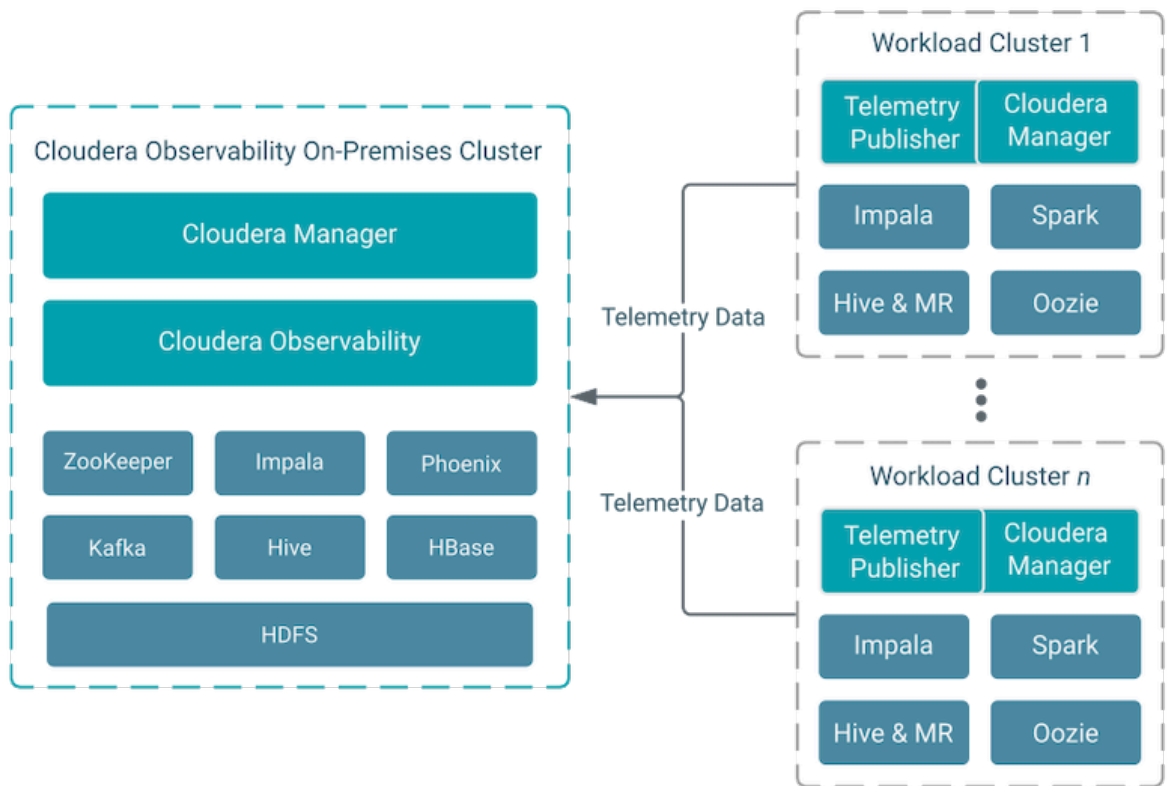 Cloudera Observability On-Premises Cluster
Cloudera Manager
Cloudera Observability
ZooKeeper
Impala
Phoenix
Kafka
Hive
HBase
HDFS
Telemetry Data
Telemetry Data
Workload Cluster 1
Telemetry
Publisher
Cloudera
Manager
Impala
Spark
Hive & MR
Oozie
Workload Cluster n
Telemetry
Publisher
Cloudera
Manager
Impala
Spark
Hive & MR
Oozie